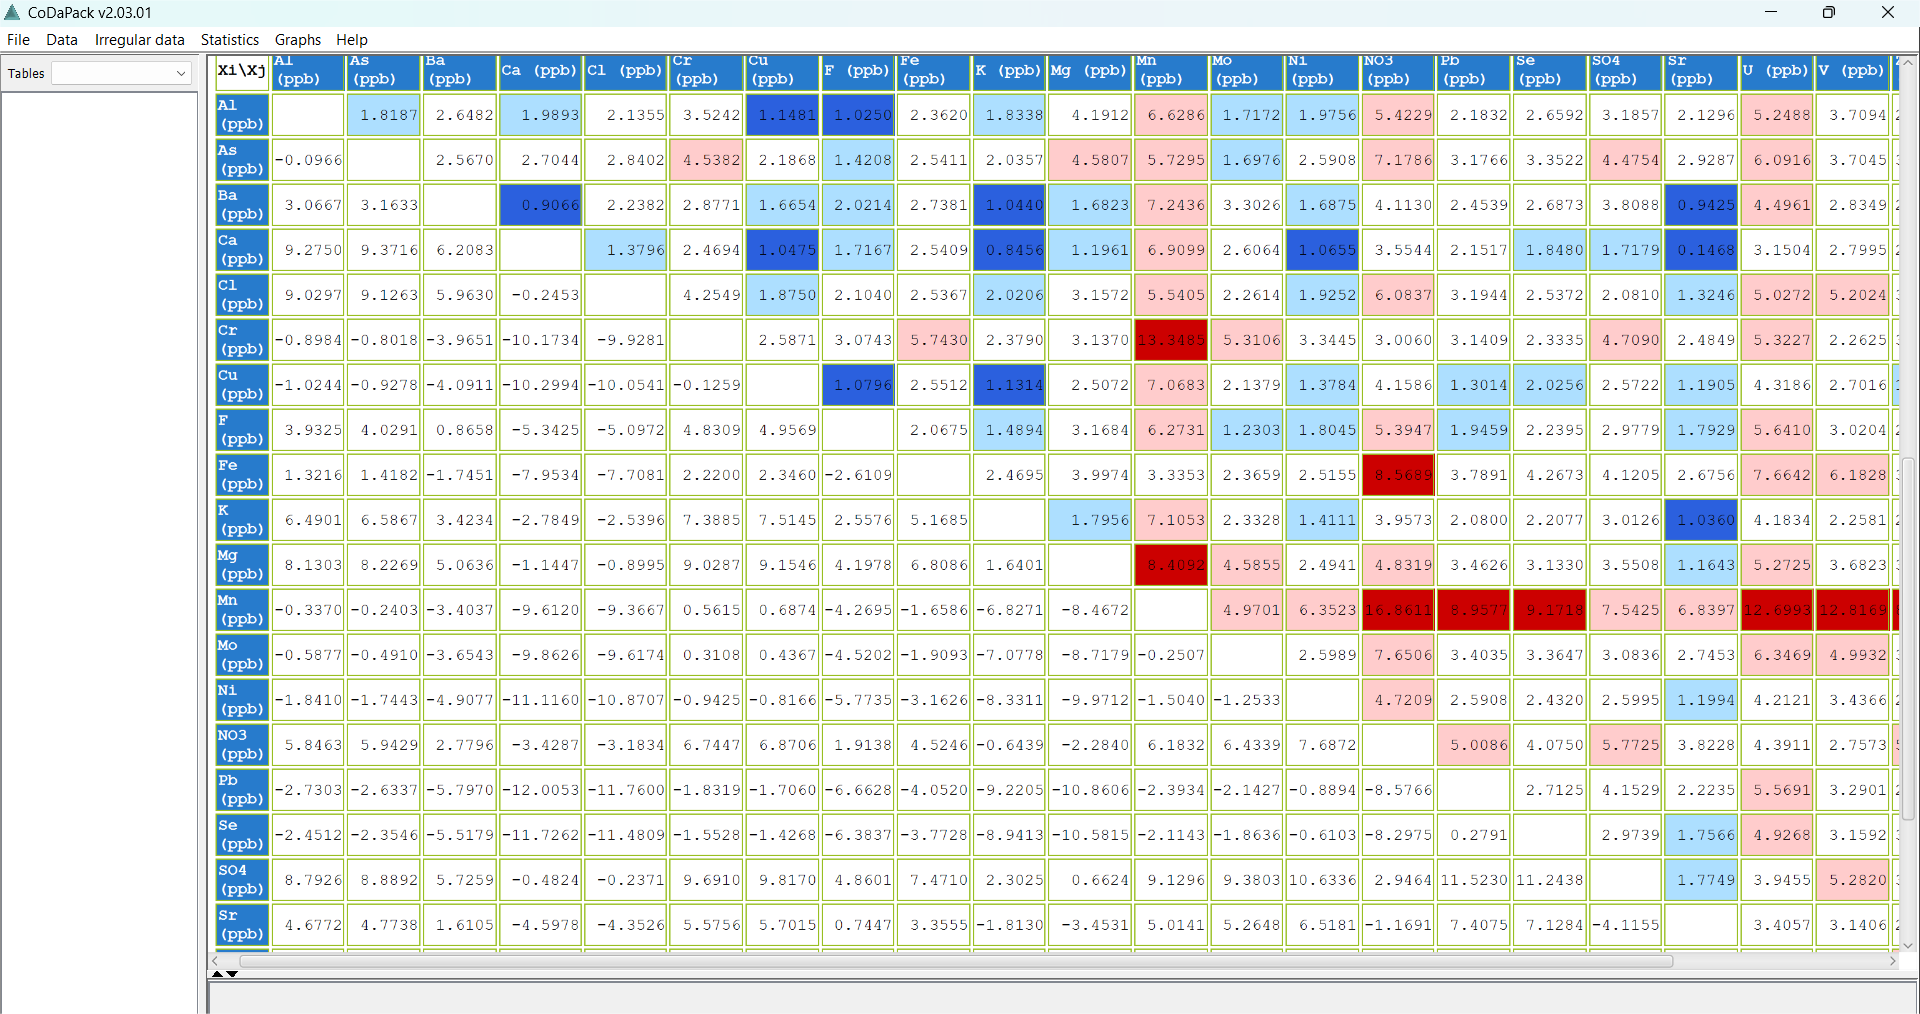 CoDaPack v2.03.01
File Data Irregular data Statistics Graphs Help
Tables
Xi\Xj Al (ppb) As (ppb) Ba (ppb) Ca (ppb) Cl (ppb) Cr (ppb) Cu (ppb) F (ppb) Fe (ppb) K (ppb) Mg (ppb) Mn (ppb) Mo (ppb) Ni (ppb) NO3 (ppb) Pb (ppb) Se (ppb) SO4 (ppb) Sr (ppb) U (ppb) V (ppb)
Al (ppb) 1.8187 2.6482 1.9893 2.1355 3.5242 1.1481 1.0250 2.3620 1.8338 4.1912 6.6286 1.7172 1.9756 5.4229 2.1832 2.6592 3.1857 2.1296 5.2488 3.7094
As (ppb) -0.0966 2.5670 2.7044 2.8402 4.5382 2.1868 1.4208 2.5411 2.0357 4.5807 5.7295 1.6976 2.5908 7.1786 3.1766 3.3522 4.4754 2.9287 6.0916 3.7045
Ba (ppb) 3.0667 3.1633 0.9066 2.2382 2.8771 1.6654 2.0214 2.7381 1.0440 1.6823 7.2436 3.3026 1.6875 4.1130 2.4539 2.6873 3.8088 0.9425 4.4961 2.8349
Ca (ppb) 9.2750 9.3716 6.2083 1.3796 2.4694 1.0475 1.7167 2.5409 0.8456 1.1961 6.9099 2.6064 1.0655 3.5544 2.1517 1.8480 1.7179 0.1468 3.1504 2.7995
Cl (ppb) 9.0297 9.1263 5.9630 -0.2453 4.2549 1.8750 2.1040 2.5367 2.0206 3.1572 5.5405 2.2614 1.9252 6.0837 3.1944 2.5372 2.0810 1.3246 5.0272 5.2024
Cr (ppb) -0.8984 -0.8018 -3.9651 -10.1734 -9.9281 2.5871 3.0743 5.7430 2.3790 3.1370 13.3485 5.3106 3.3445 3.0060 3.1409 2.3335 4.7090 2.4849 5.3227 2.2625
Cu (ppb) -1.0244 -0.9278 -4.0911 -10.2994 -10.0541 -0.1259 1.0796 2.5512 1.1314 2.5072 7.0683 2.1379 1.3784 4.1586 1.3014 2.0256 2.5722 1.1905 4.3186 2.7016
F (ppb) 3.9325 4.0291 0.8658 -5.3425 -5.0972 4.8309 4.9569 2.0675 1.4894 3.1684 6.2731 1.2303 1.8045 5.3947 1.9459 2.2395 2.9779 1.7929 5.6410 3.0204
Fe (ppb) 1.3216 1.4182 -1.7451 -7.9534 -7.7081 2.2200 2.3460 -2.6109 2.4695 3.9974 3.3353 2.3659 2.5155 8.5689 3.7891 4.2673 4.1205 2.6756 7.6642 6.1828
K (ppb) 6.4901 6.5867 3.4234 -2.7849 -2.5396 7.3885 7.5145 2.5576 5.1685 1.7956 7.1053 2.3328 1.4111 3.9573 2.0800 2.2077 3.0126 1.0360 4.1834 2.2581
Mg (ppb) 8.1303 8.2269 5.0636 -1.1447 -0.8995 9.0287 9.1546 4.1978 6.8086 1.6401 8.4092 4.5855 2.4941 4.8319 3.4626 3.1330 3.5508 1.1643 5.2725 3.6823
Mn (ppb) -0.3370 -0.2403 -3.4037 -9.6120 -9.3667 0.5615 0.6874 -4.2695 -1.6586 -6.8271 -8.4672 4.9701 6.3523 16.8611 8.9577 9.1718 7.5425 6.8397 12.6993 12.8169
Mo (ppb) -0.5877 -0.4910 -3.6543 -9.8626 -9.6174 0.3108 0.4367 -4.5202 -1.9093 -7.0778 -8.7179 -0.2507 2.5989 7.6506 3.4035 3.3647 3.0836 2.7453 6.3469 4.9932
Ni (ppb) -1.8410 -1.7443 -4.9077 -11.1160 -10.8707 -0.9425 -0.8166 -5.7735 -3.1626 -8.3311 -9.9712 -1.5040 -1.2533 4.7209 2.5908 2.4320 2.5995 1.1994 4.2121 3.4366
NO3 (ppb) 5.8463 5.9429 2.7796 -3.4287 -3.1834 6.7447 6.8706 1.9138 4.5246 -0.6439 -2.2840 6.1832 6.4339 7.6872 5.0086 4.0750 5.7725 3.8228 4.3911 2.7573
Pb (ppb) -2.7303 -2.6337 -5.7970 -12.0053 -11.7600 -1.8319 -1.7060 -6.6628 -4.0520 -9.2205 -10.8606 -2.3934 -2.1427 -0.8894 -8.5766 2.7125 4.1529 2.2235 5.5691 3.2901
Se (ppb) -2.4512 -2.3546 -5.5179 -11.7262 -11.4809 -1.5528 -1.4268 -6.3837 -3.7728 -8.9413 -10.5815 -2.1143 -1.8636 -0.6103 -8.2975 0.2791 2.9739 1.7566 4.9268 3.1592
SO4 (ppb) 8.7926 8.8892 5.7259 -0.4824 -0.2371 9.6910 9.8170 4.8601 7.4710 2.3025 0.6624 9.1296 9.3803 10.6336 2.9464 11.5230 11.2438 1.7749 3.9455 5.2820
Sr (ppb) 4.6772 4.7738 1.6105 -4.5978 -4.3526 5.5756 5.7015 0.7447 3.3555 -1.8130 -3.4531 5.0141 5.2648 6.5181 -1.1691 7.4075 7.1284 -4.1155 3.4057 3.1406